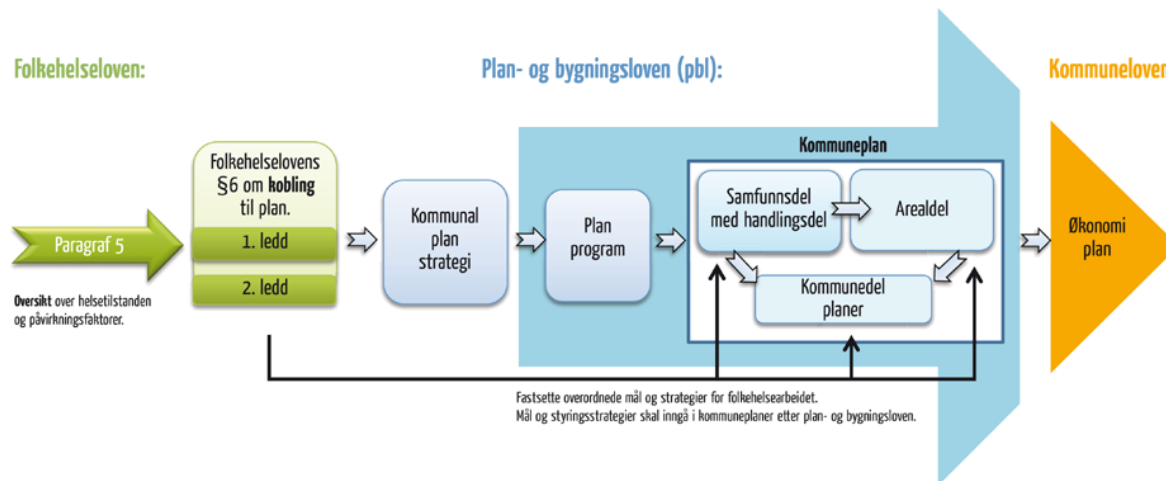 Folkehelseloven:
Plan- og bygningsloven (pbl):
Kommuneloven
Paragraf 5
Oversikt over helsetilstanden
og påvirkningsfaktorer.
Folkehelselovens
§6 om kobling
til plan.
1. ledd
2. ledd
Kommunal
plan
strategi
Plan
program
Kommuneplan
Samfunnsdel
med handlingsdel
Arealdel
Kommunedel
planer
Økonomi
plan
Fastsette overordnede mål og strategier for folkehelsearbeidet.
Mål og styringsstrategier skal inngå i kommuneplaner etter plan- og bygningsloven.